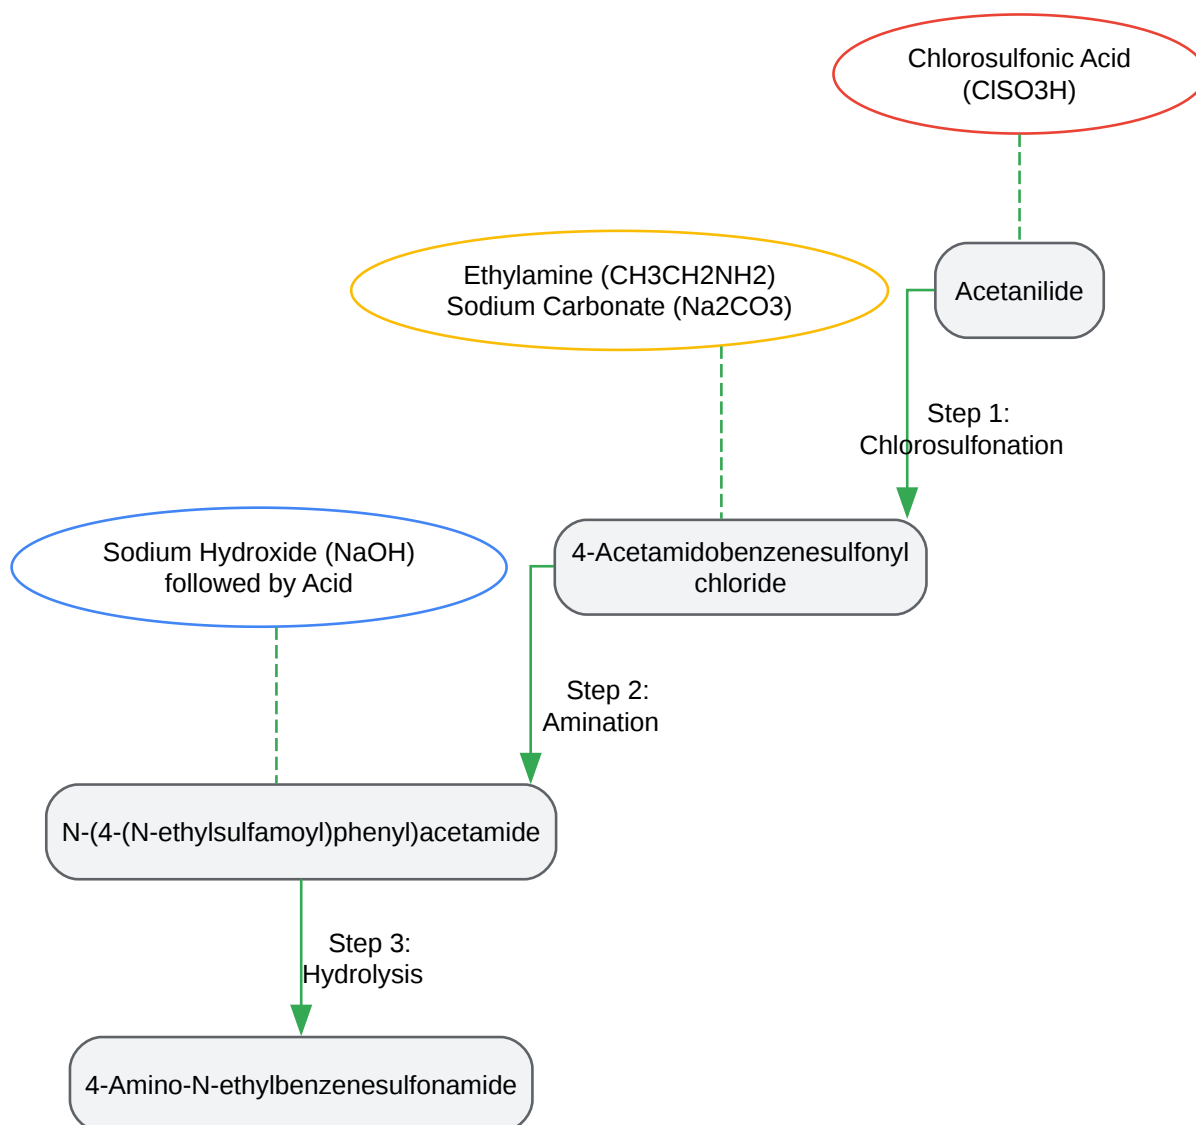 Chlorosulfonic Acid
(ClSO3H)
Ethylamine (CH3CH2NH2)
Sodium Carbonate (Na2CO3)
Acetanilide
Step 1:
Chlorosulfonation
Sodium Hydroxide (NaOH)
followed by Acid
4-Acetamidobenzenesulfonyl
chloride
Step 2:
Amination
N-(4-(N-ethylsulfamoyl)phenyl)acetamide
Step 3:
Hydrolysis
4-Amino-N-ethylbenzenesulfonamide